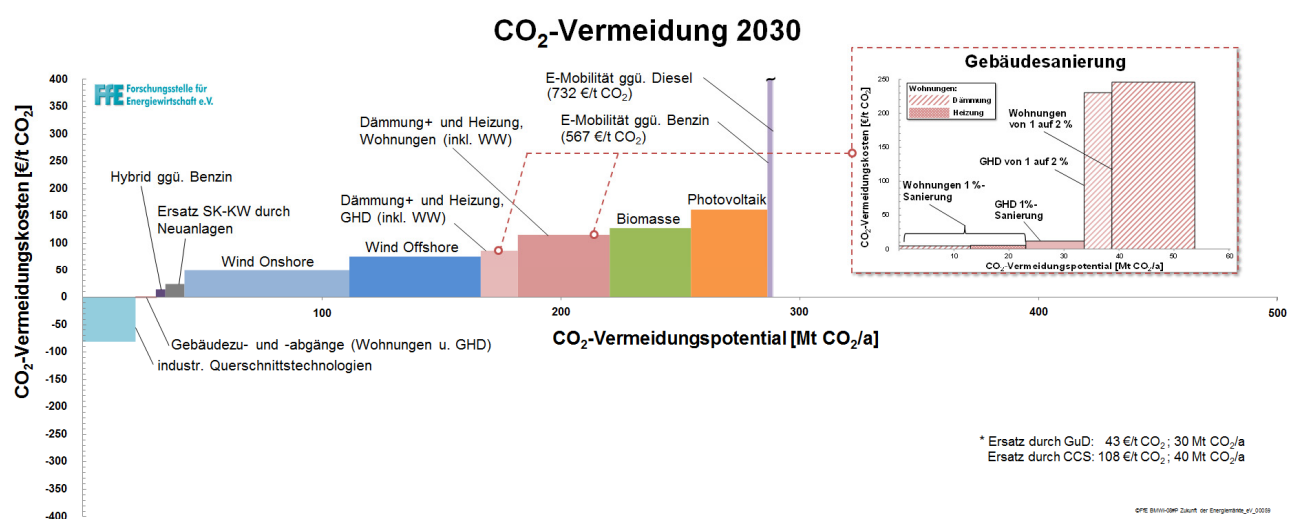 CO₂-Vermeidung 2030
FfE Forschungsstelle für
Energiewirtschaft e.V.
CO₂-Vermeidungskosten [€/t CO₂]
400
350
300
250
200
150
100
50
0
-50
-100
-150
-200
-250
-300
-350
-400
100
200
300
400
500
CO₂-Vermeidungspotential [Mt CO₂/a]
Hybrid ggü. Benzin
Ersatz SK-KW durch
Neuanlagen
Wind Onshore
Wind Offshore
Dämmung+ und Heizung,
GHD (inkl. WW)
Dämmung+ und Heizung,
Wohnungen (inkl. WW)
Biomasse
Photovoltaik
E-Mobilität ggü. Diesel
(732 €/t CO₂)
E-Mobilität ggü. Benzin
(567 €/t CO₂)
Gebäudezu- und -abgänge (Wohnungen u. GHD)
industr. Querschnittstechnologien
Gebäudesanierung
CO₂-Vermeidungskosten [€/t CO₂]
250
200
150
100
50
0
Wohnungen:
Dämmung
Heizung
Wohnungen
von 1 auf 2 %
GHD von 1 auf 2 %
Wohnungen 1 %-
Sanierung
GHD 1%-
Sanierung
10
20
30
40
50
60
CO₂-Vermeidungspotential [Mt CO₂/a]
* Ersatz durch GuD: 43 €/t CO₂ ; 30 Mt CO₂/a
Ersatz durch CCS: 108 €/t CO₂ ; 40 Mt CO₂/a